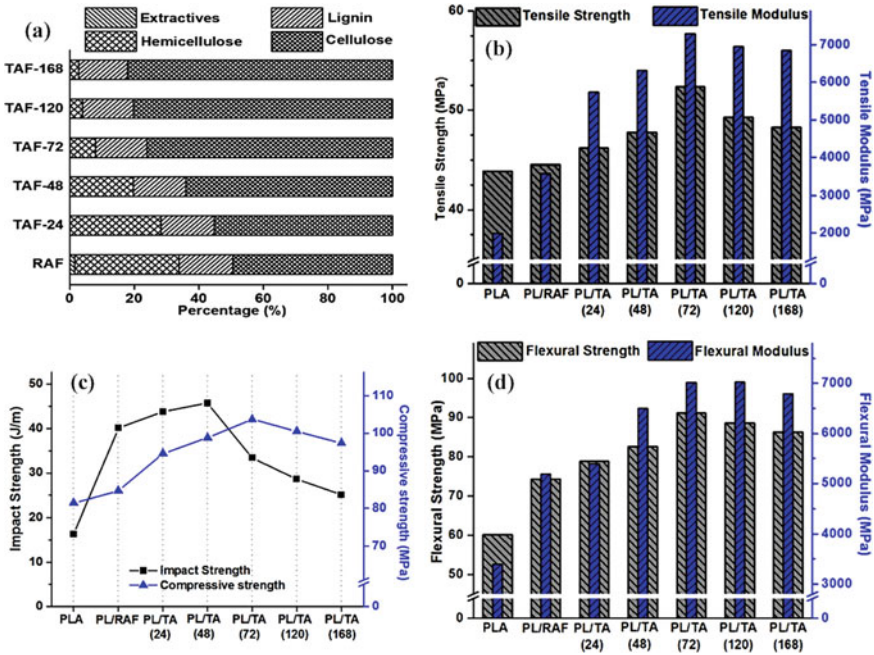 (a)
Extractives
Lignin
Hemicellulose
Cellulose
TAF-168
TAF-120
TAF-72
TAF-48
TAF-24
RAF
0 20 40 60 80 100
Percentage (%)
(b)
Tensile Strength
Tensile Modulus
Tensile Strength (MPa)
60
50
40
0
Tensile Modulus (MPa)
7000
6000
5000
4000
3000
2000
0
PLA PL/RAF PL/TA PL/TA PL/TA PL/TA PL/TA
(24) (48) (72) (120) (168)
(c)
Impact Strength (J/m)
50
40
30
20
10
0
Compressive strength (MPa)
110
100
90
80
70
0
Impact Strength
Compressive strength
PLA PL/RAF PL/TA PL/TA PL/TA PL/TA PL/TA
(24) (48) (72) (120) (168)
(d)
Flexural Strength
Flexural Modulus
Flexural Strength (MPa)
100
90
80
70
60
50
0
Flexural Modulus (MPa)
7000
6000
5000
4000
3000
0
PLA PL/RAF PL/TA PL/TA PL/TA PL/TA PL/TA
(24) (48) (72) (120) (168)